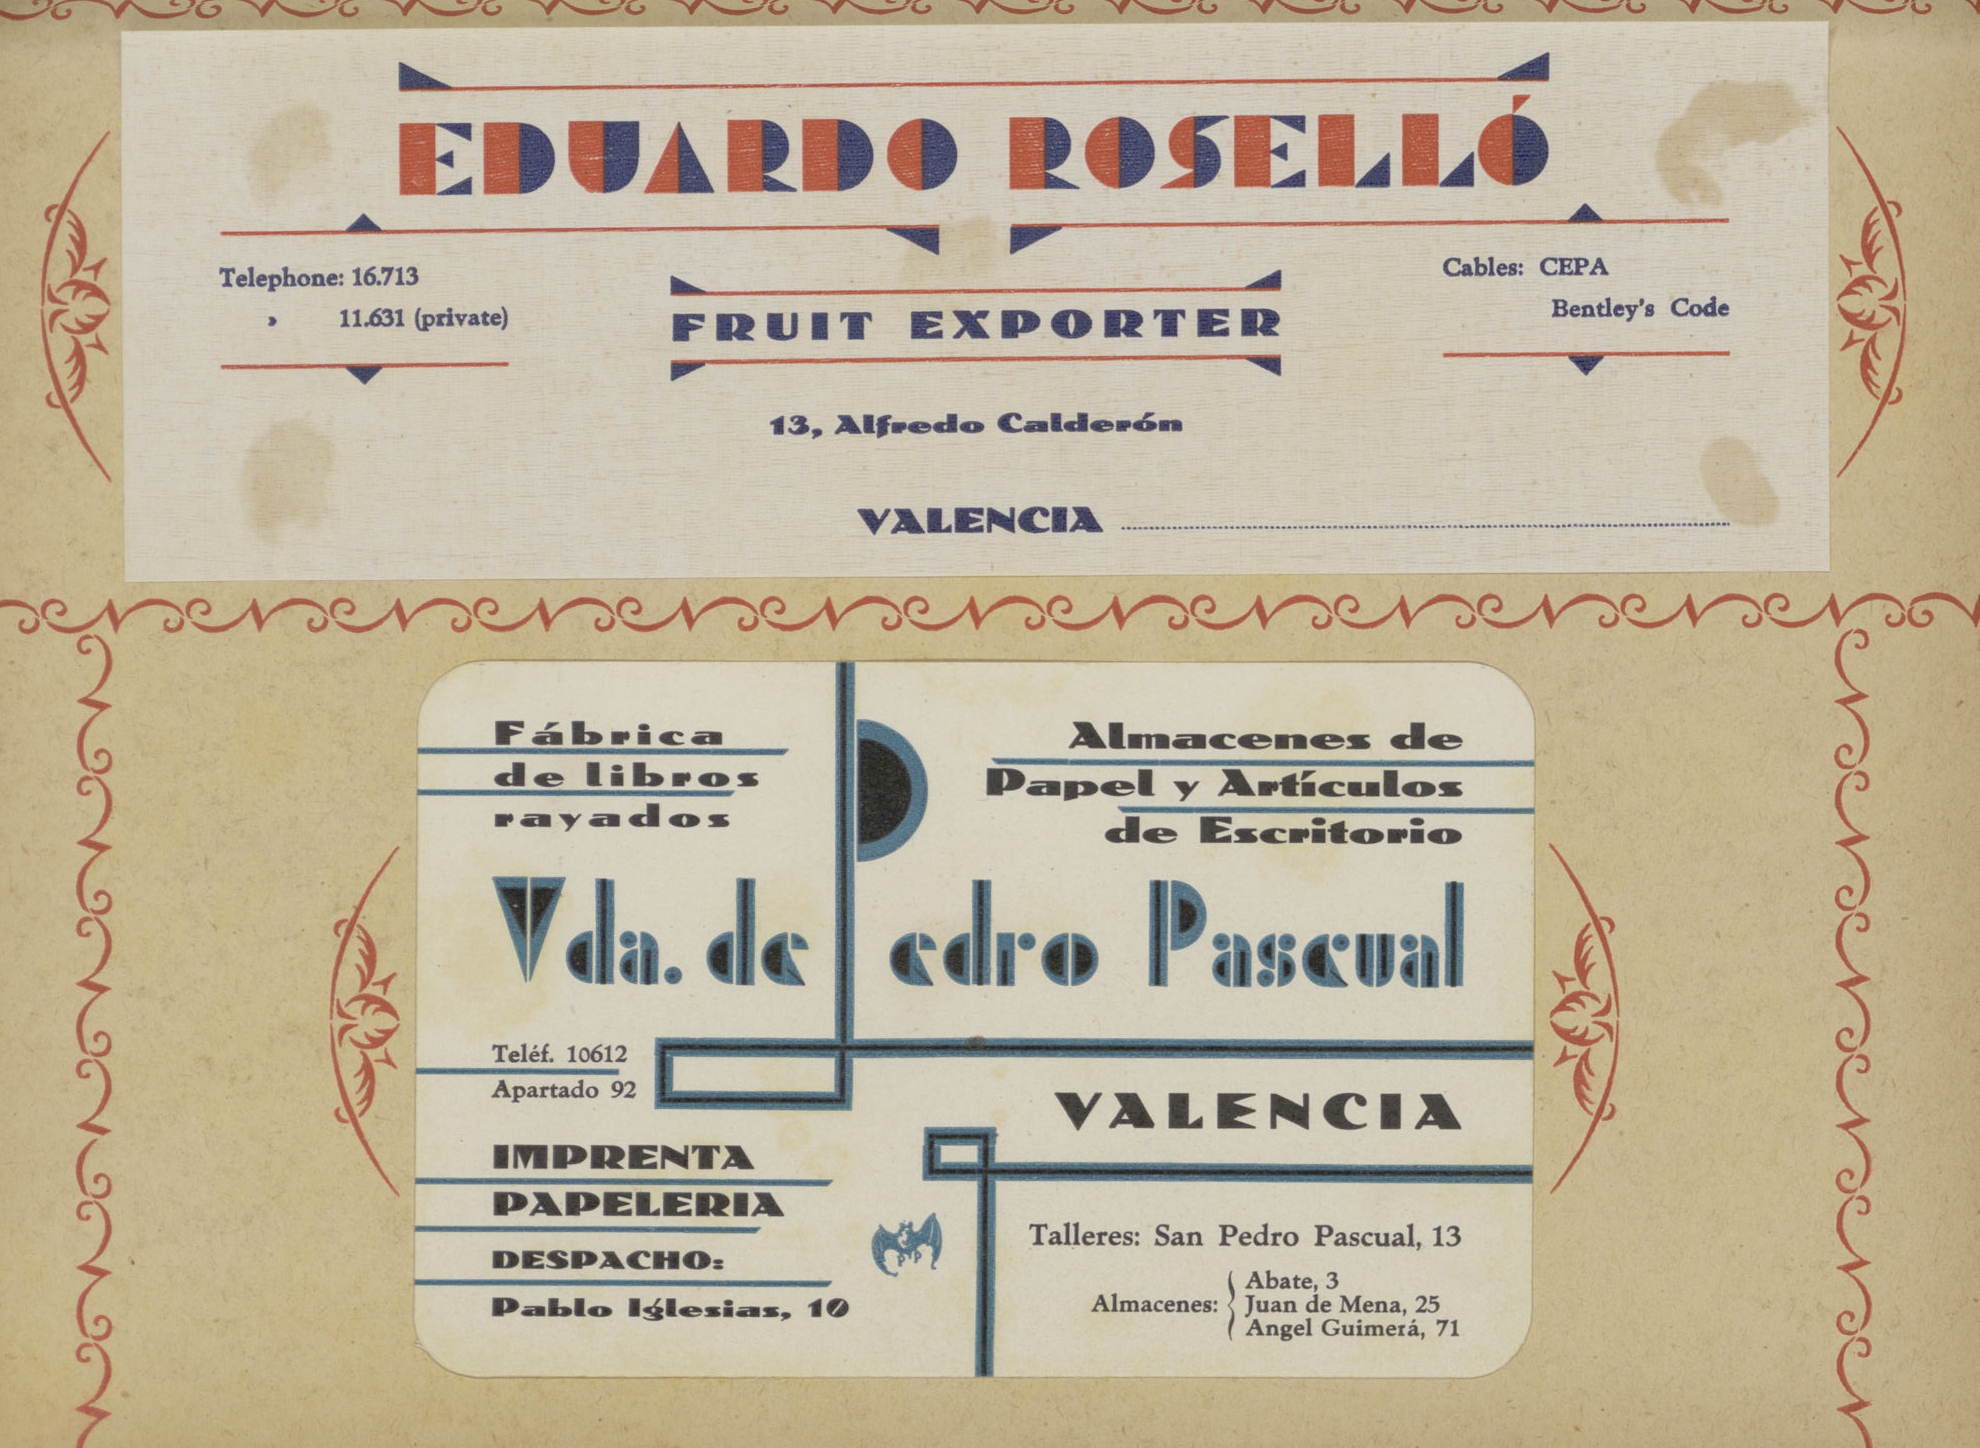 EDUARDO ROSELLÓ
Telephone: 16.713
› 11.631 (private)
FRUIT EXPORTER
Cables: CEPA
Bentley's Code
13, Alfredo Calderón
VALENCIA
Fábrica
de libros
rayados
Almacenes de
Papel y Artículos
de Escritorio
Vda. de Pedro Pascual
Teléf. 10612
Apartado 92
VALENCIA
IMPRENTA
PAPELERIA
DESPACHO:
Pablo Iglesias, 10
PP
Talleres: San Pedro Pascual, 13
Almacenes: { Abate, 3
Juan de Mena, 25
Angel Guimerá, 71